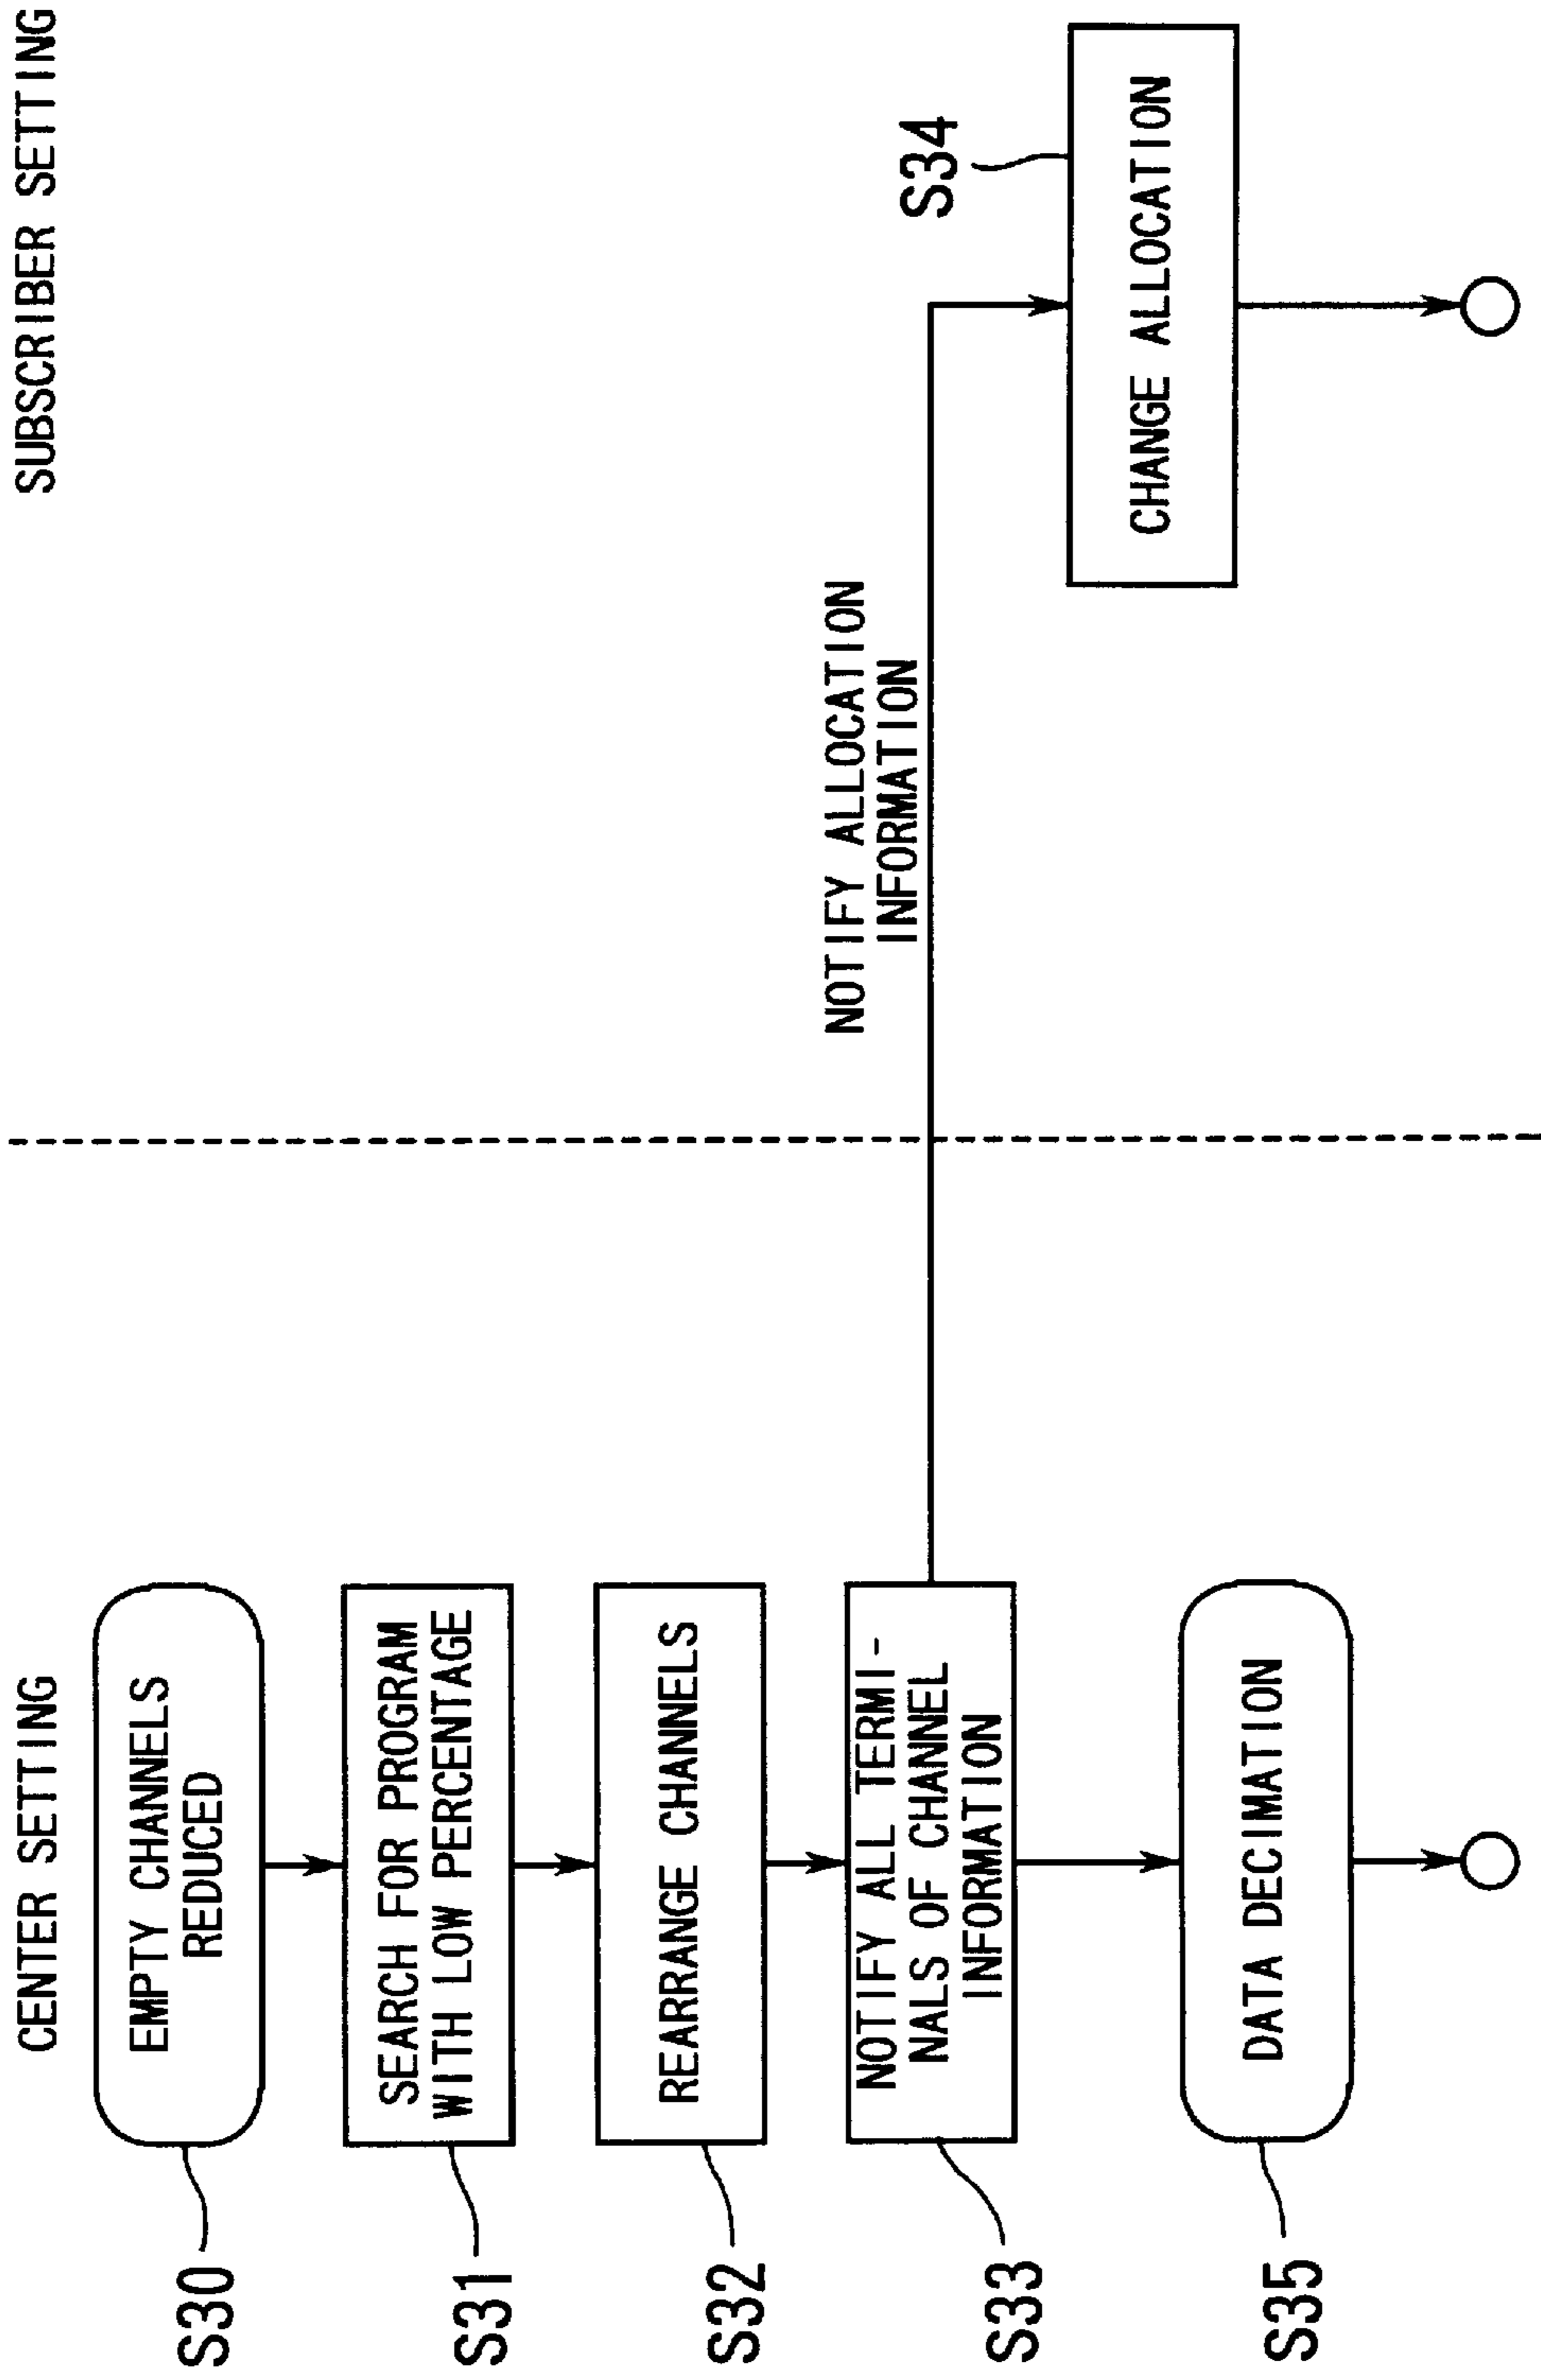 CENTER SETTING
SUBSCRIBER SETTING
S30
EMPTY CHANNELS
REDUCED
S31
SEARCH FOR PROGRAM
WITH LOW PERCENTAGE
S32
REARRANGE CHANNELS
S33
NOTIFY ALL TERMI-
NALS OF CHANNEL
INFORMATION
NOTIFY ALLOCATION
INFORMATION
S34
CHANGE ALLOCATION
S35
DATA DECIMATION